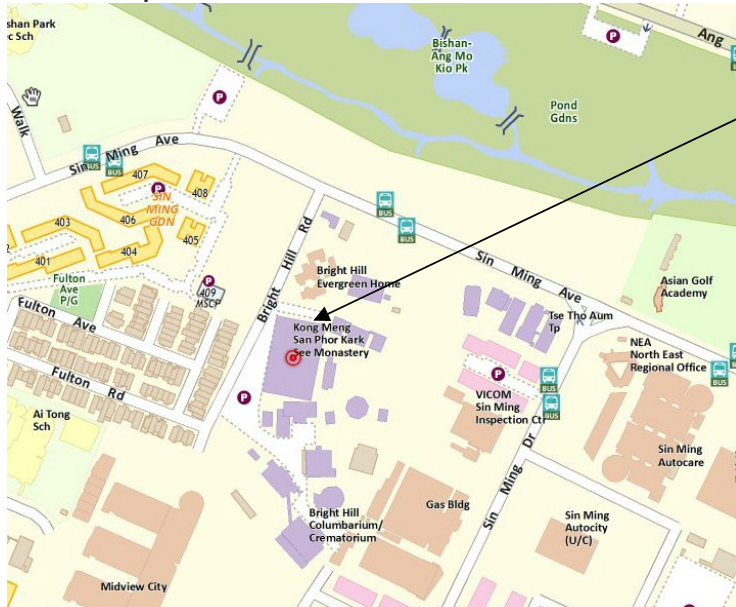 shan Park
ec Sch
Bishan-
Ang Mo
Kio Pk
P
Ang
Pond
Gdns
P
Walk
Sin Ming Ave
BUS
BUS
407
408
P
SIN
MING
GDN
406
403
405
404
401
BUS
BUS
Bright Hill Rd
Sin Ming Ave
Bright Hill
Evergreen Home
Asian Golf
Academy
P
409
MSCP
Fulton
Ave
P/G
Fulton Ave
Kong Meng
San Phor Kark
See Monastery
Tse Tho Aum
Tp
NEA
North East
Regional Office
BUS
Fulton Rd
P
BUS
P
VICOM
Sin Ming
Inspection Ctr
BUS
Ai Tong
Sch
Sin Ming
Autocare
Sin Ming Dr
Gas Bldg
Bright Hill
Columbarium/
Crematorium
Sin Ming
Autocity
(U/C)
Midview City
P